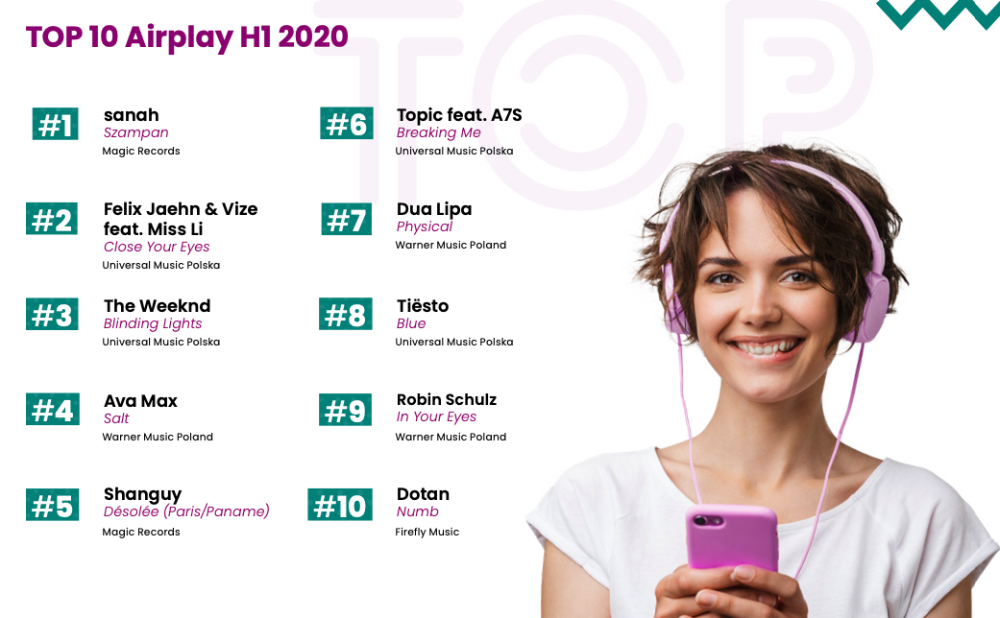 TOP
TOP 10 Airplay H1 2020
#1
sanah
Szampan
Magic Records
#2
Felix Jaehn & Vize
feat. Miss Li
Close Your Eyes
Universal Music Polska
#3
The Weeknd
Blinding Lights
Universal Music Polska
#4
Ava Max
Salt
Warner Music Poland
#5
Shanguy
Désolée (Paris/Paname)
Magic Records
#6
Topic feat. A7S
Breaking Me
Universal Music Polska
#7
Dua Lipa
Physical
Warner Music Poland
#8
Tiësto
Blue
Universal Music Polska
#9
Robin Schulz
In Your Eyes
Warner Music Poland
#10
Dotan
Numb
Firefly Music